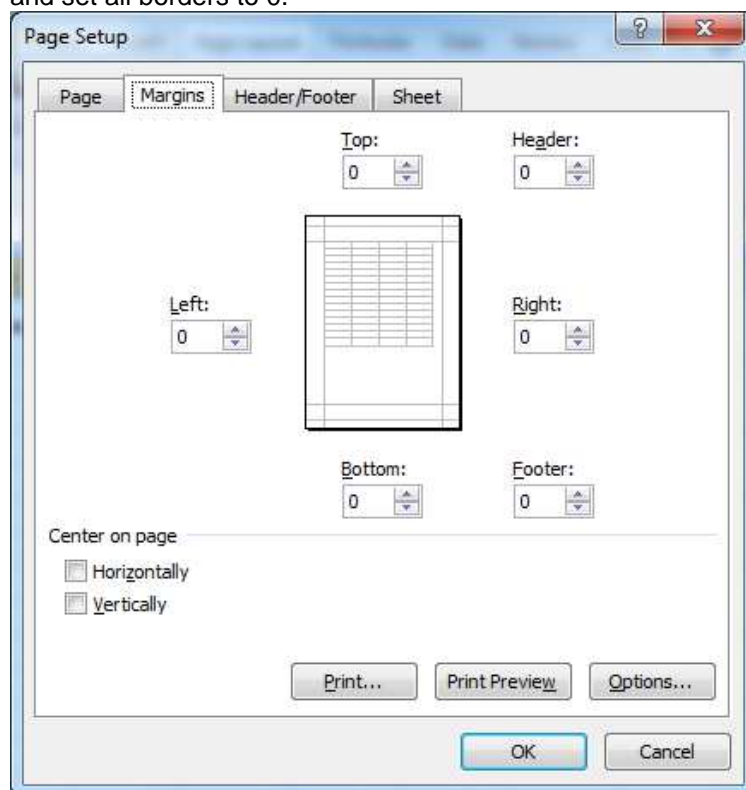 and set all borders to 0.
Page Setup
Page Margins Header/Footer Sheet
Top: Header:
0 0
Left: Right:
0 0
Bottom: Footer:
0 0
Center on page
Horizontally
Vertically
Print... Print Preview Options...
OK Cancel